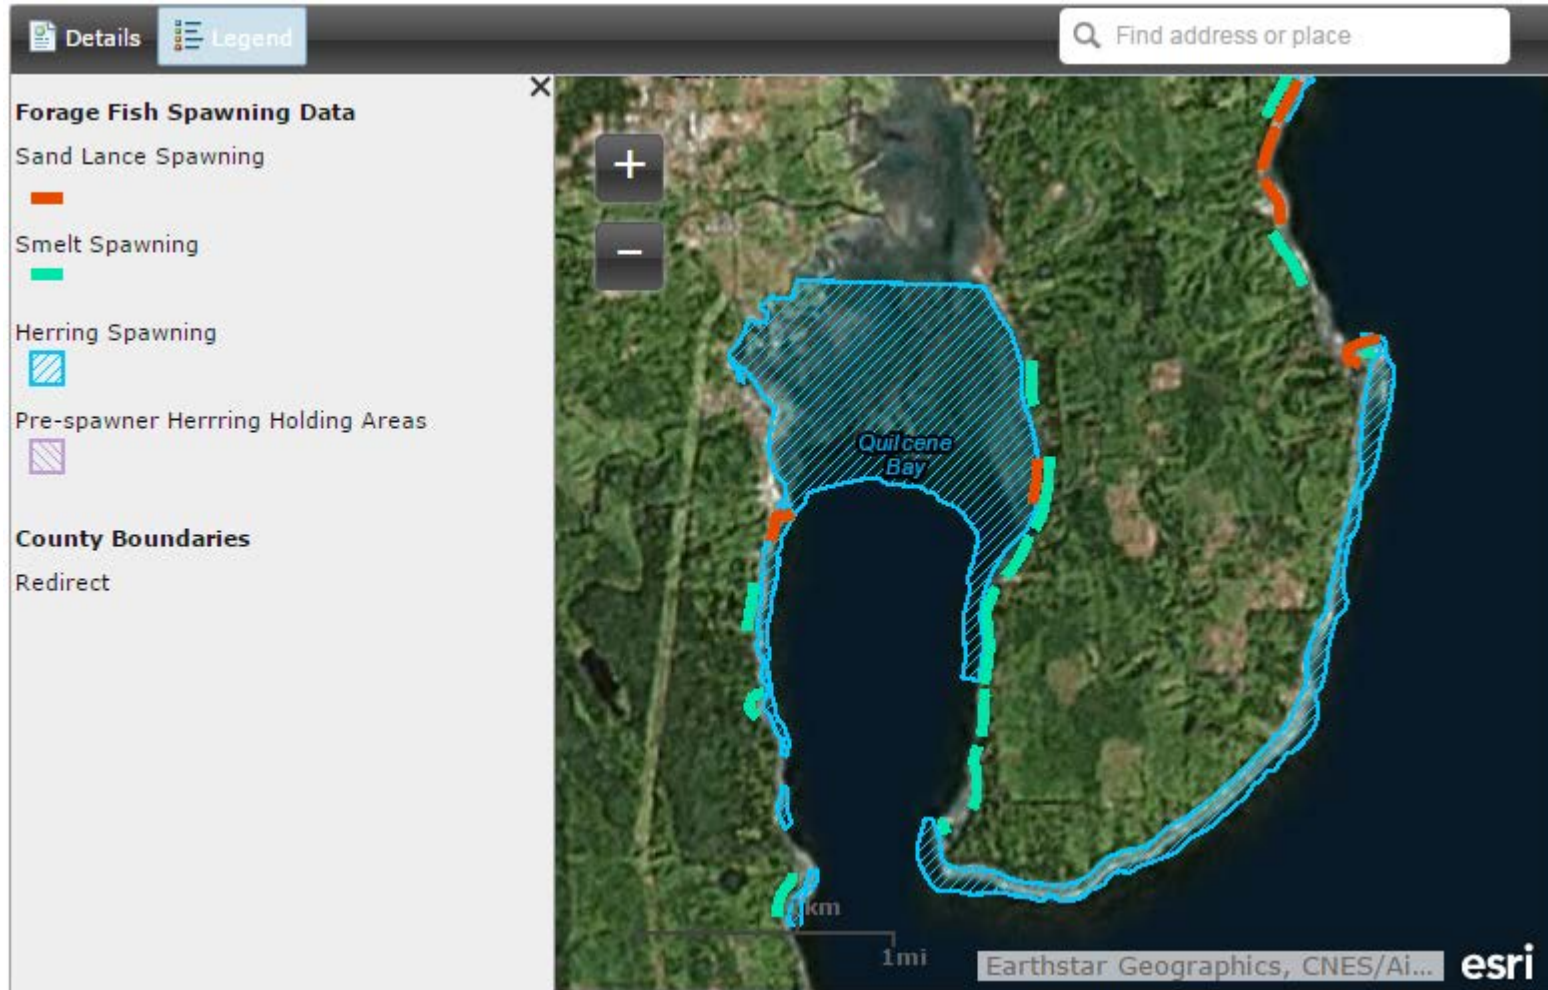 Details
Legend
Find address or place
Forage Fish Spawning Data
Sand Lance Spawning
Smelt Spawning
Herring Spawning
Pre-spawner Herrring Holding Areas
County Boundaries
Redirect
+
−
Quilcene
Bay
km
1mi
Earthstar Geographics, CNES/Ai...
esri